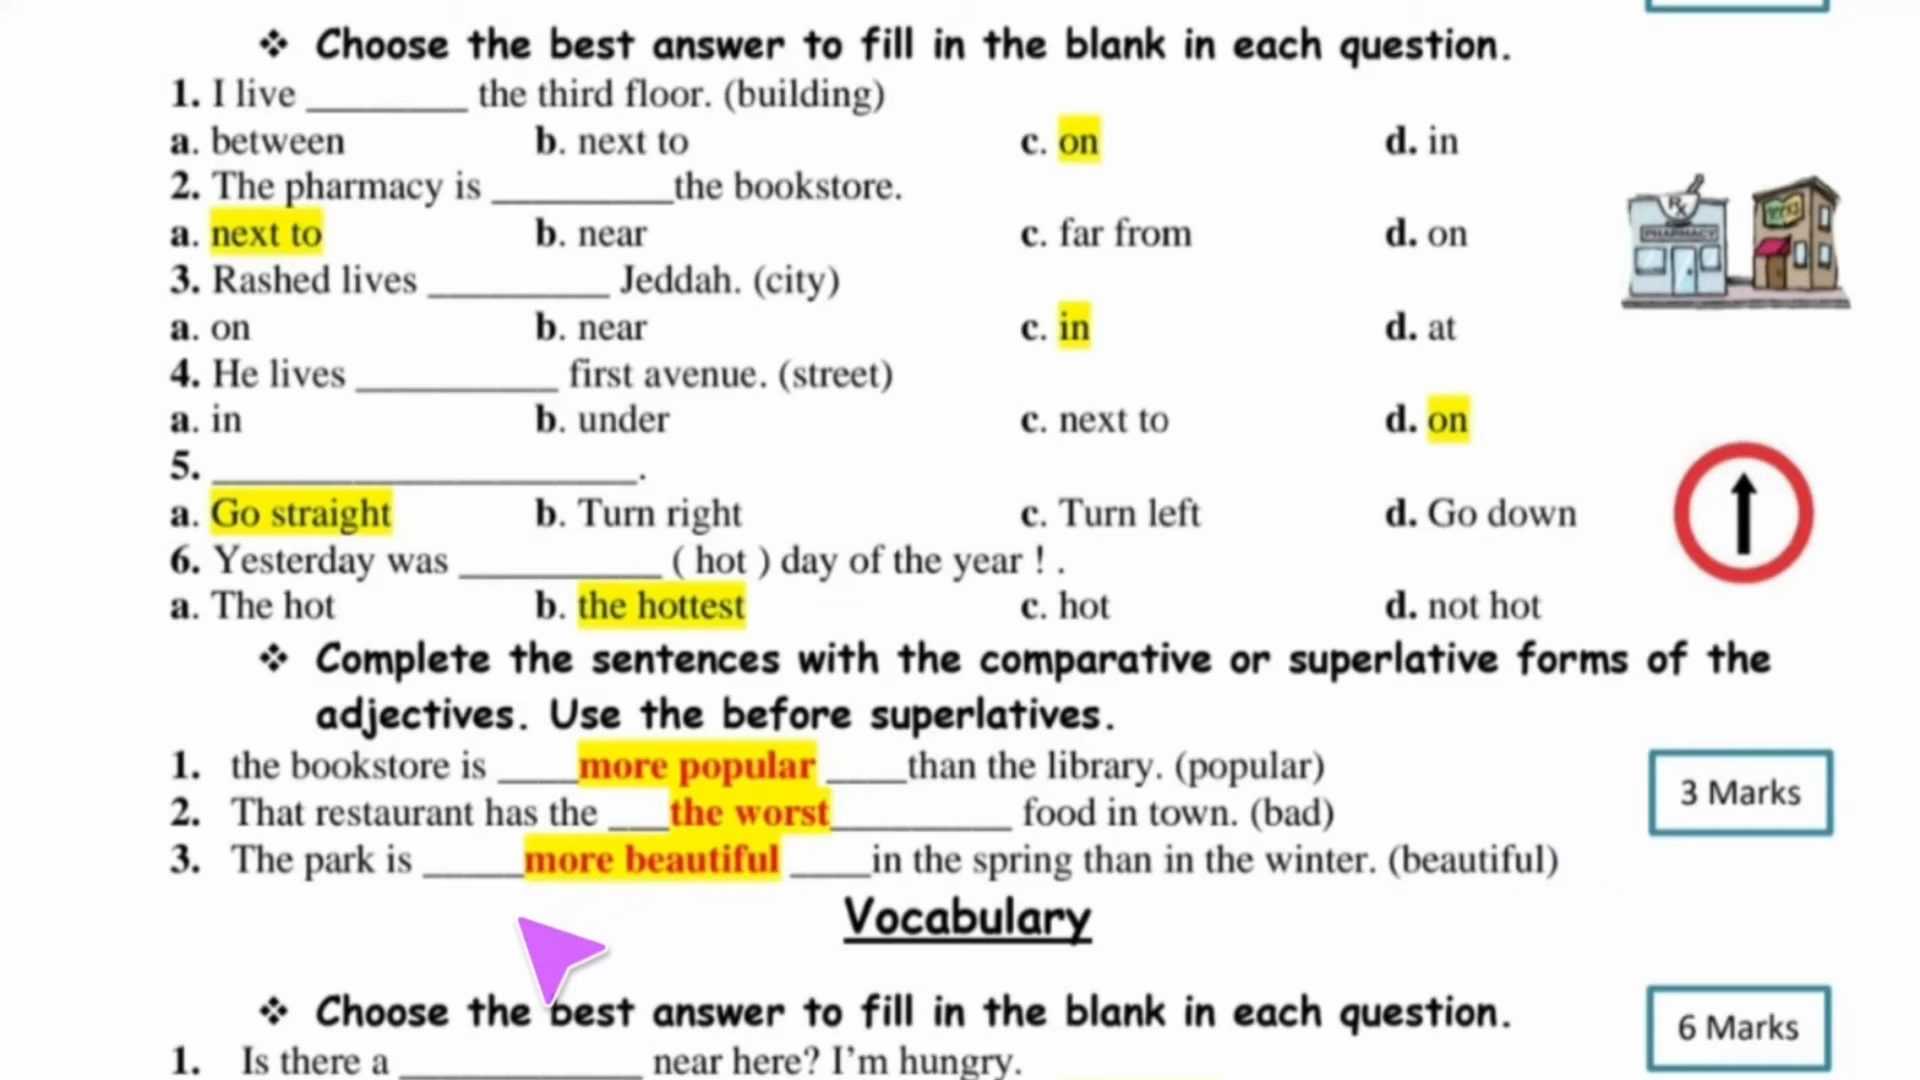 ❖ Choose the best answer to fill in the blank in each question.
1. I live ________ the third floor. (building)
a. between b. next to c. on d. in
2. The pharmacy is _________the bookstore.
a. next to b. near c. far from d. on
PHARMACY
3. Rashed lives _________ Jeddah. (city)
a. on b. near c. in d. at
4. He lives __________ first avenue. (street)
a. in b. under c. next to d. on
5. _____________________.
a. Go straight b. Turn right c. Turn left d. Go down
6. Yesterday was __________ ( hot ) day of the year ! .
a. The hot b. the hottest c. hot d. not hot
❖ Complete the sentences with the comparative or superlative forms of the
adjectives. Use the before superlatives.
1. the bookstore is ____more popular ____than the library. (popular)
3 Marks
2. That restaurant has the ___the worst_________ food in town. (bad)
3. The park is _____more beautiful ____in the spring than in the winter. (beautiful)
Vocabulary
❖ Choose the best answer to fill in the blank in each question.
6 Marks
1. Is there a ____________ near here? I'm hungry.